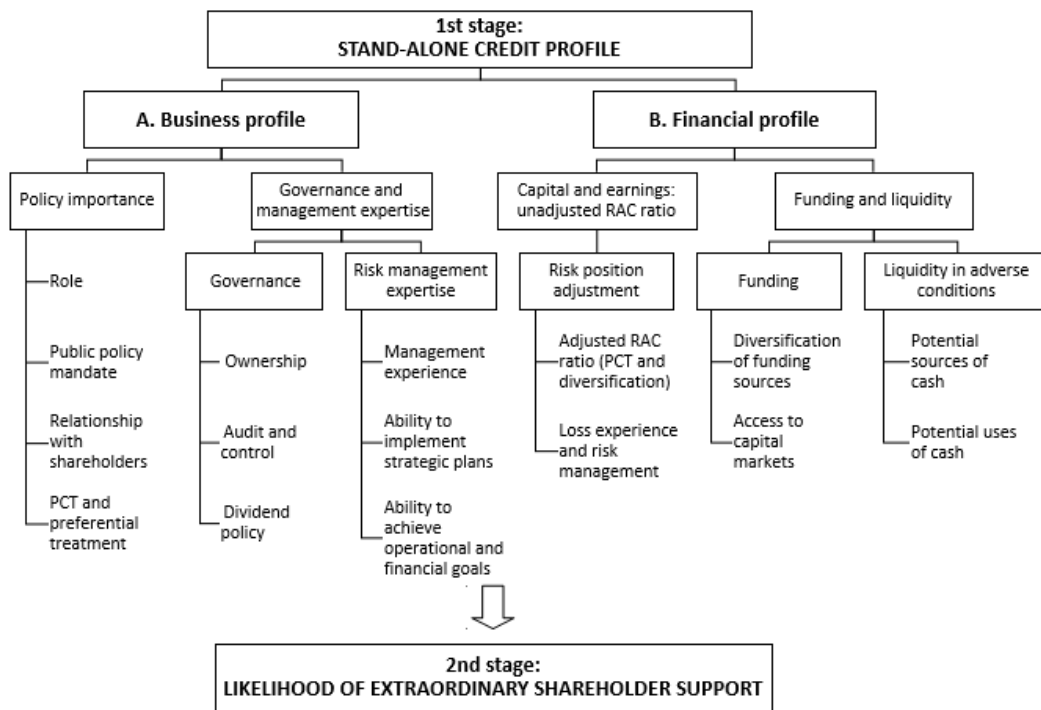 1st stage:
STAND-ALONE CREDIT PROFILE
A. Business profile
B. Financial profile
Policy importance
Governance and
management expertise
Capital and earnings:
unadjusted RAC ratio
Funding and liquidity
Role
Public policy
mandate
Relationship
with
shareholders
PCT and
preferential
treatment
Governance
Ownership
Audit and
control
Dividend
policy
Risk management
expertise
Management
experience
Ability to
implement
strategic plans
Ability to
achieve
operational and
financial goals
Risk position
adjustment
Adjusted RAC
ratio (PCT and
diversification)
Loss experience
and risk
management
Funding
Diversification
of funding
sources
Access to
capital
markets
Liquidity in adverse
conditions
Potential
sources of
cash
Potential uses
of cash
2nd stage:
LIKELIHOOD OF EXTRAORDINARY SHAREHOLDER SUPPORT